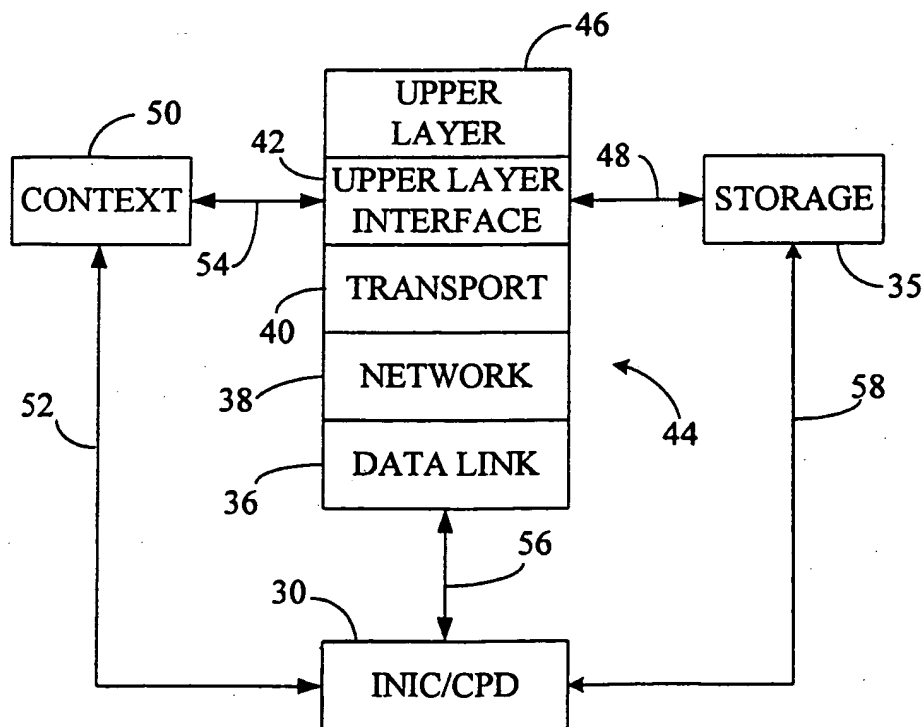 46
UPPER
LAYER
50
42
48
CONTEXT
UPPER LAYER
INTERFACE
STORAGE
54
35
TRANSPORT
40
NETWORK
38
52
44
58
DATA LINK
36
56
30
INIC/CPD